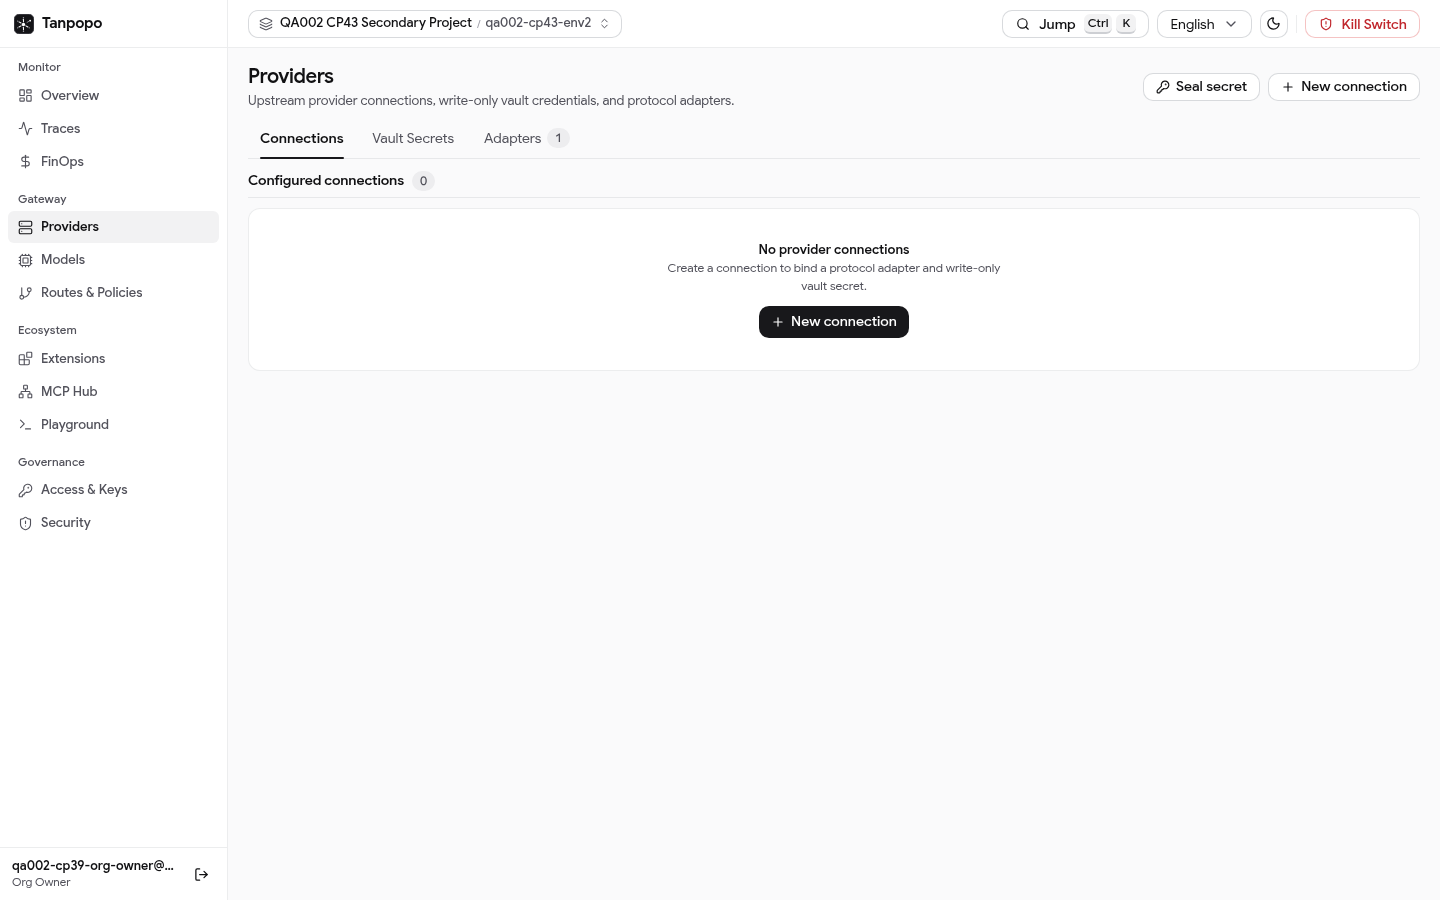 Tanpopo
QA002 CP43 Secondary Project / qa002-cp43-env2
Jump Ctrl K
English
Kill Switch
Monitor
Overview
Traces
FinOps
Gateway
Providers
Models
Routes & Policies
Ecosystem
Extensions
MCP Hub
Playground
Governance
Access & Keys
Security
qa002-cp39-org-owner@...
Org Owner
Providers
Upstream provider connections, write-only vault credentials, and protocol adapters.
Seal secret
New connection
Connections
Vault Secrets
Adapters 1
Configured connections 0
No provider connections
Create a connection to bind a protocol adapter and write-only
vault secret.
New connection